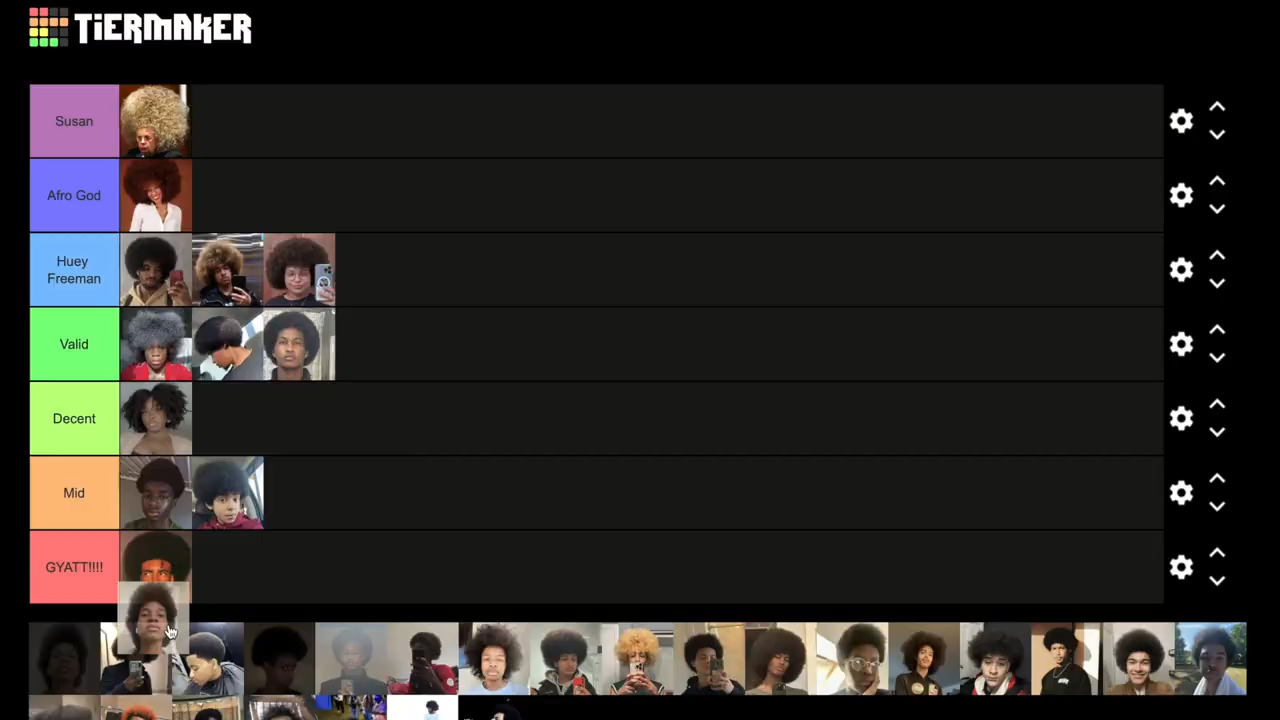 TiERMAKER
Susan
Afro God
Huey
Freeman
Valid
Decent
Mid
GYATT!!!!